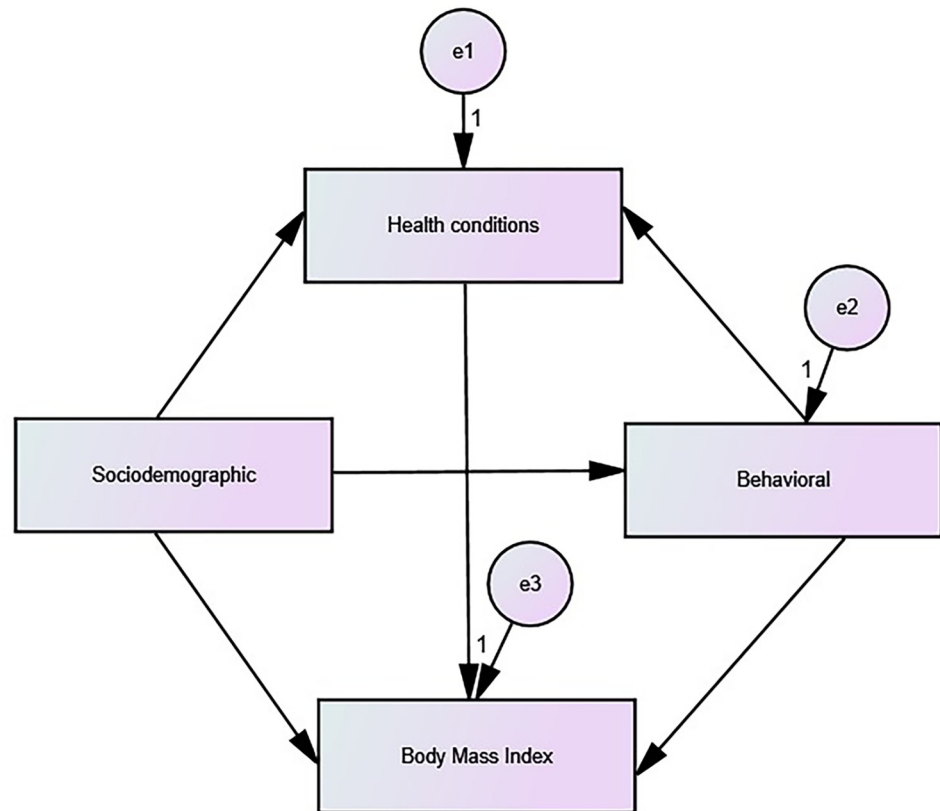 e1
1
Health conditions
e2
1
Sociodemographic
Behavioral
e3
1
Body Mass Index